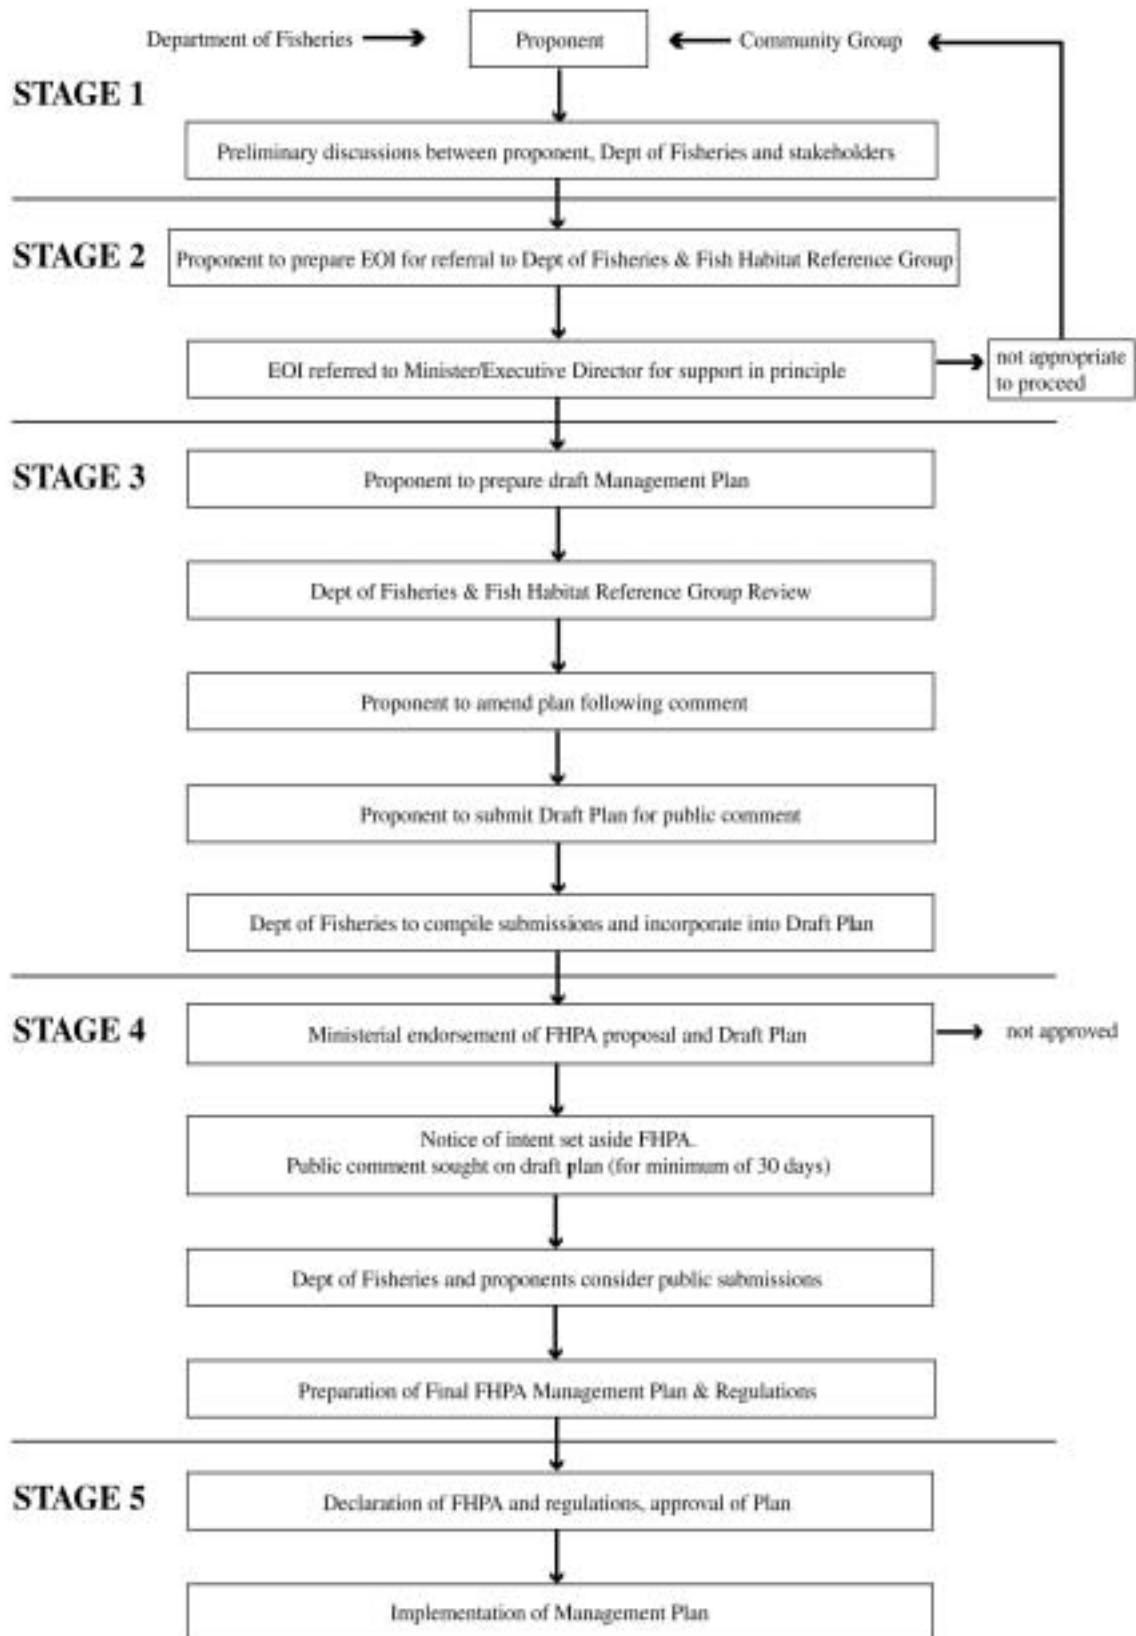 Department of Fisheries
Proponent
Community Group
STAGE 1
Preliminary discussions between proponent, Dept of Fisheries and stakeholders
STAGE 2
Proponent to prepare EOI for referral to Dept of Fisheries & Fish Habitat Reference Group
EOI referred to Minister/Executive Director for support in principle
not appropriate
to proceed
STAGE 3
Proponent to prepare draft Management Plan
Dept of Fisheries & Fish Habitat Reference Group Review
Proponent to amend plan following comment
Proponent to submit Draft Plan for public comment
Dept of Fisheries to compile submissions and incorporate into Draft Plan
STAGE 4
Ministerial endorsement of FHPA proposal and Draft Plan
not approved
Notice of intent set aside FHPA.
Public comment sought on draft plan (for minimum of 30 days)
Dept of Fisheries and proponents consider public submissions
Preparation of Final FHPA Management Plan & Regulations
STAGE 5
Declaration of FHPA and regulations, approval of Plan
Implementation of Management Plan